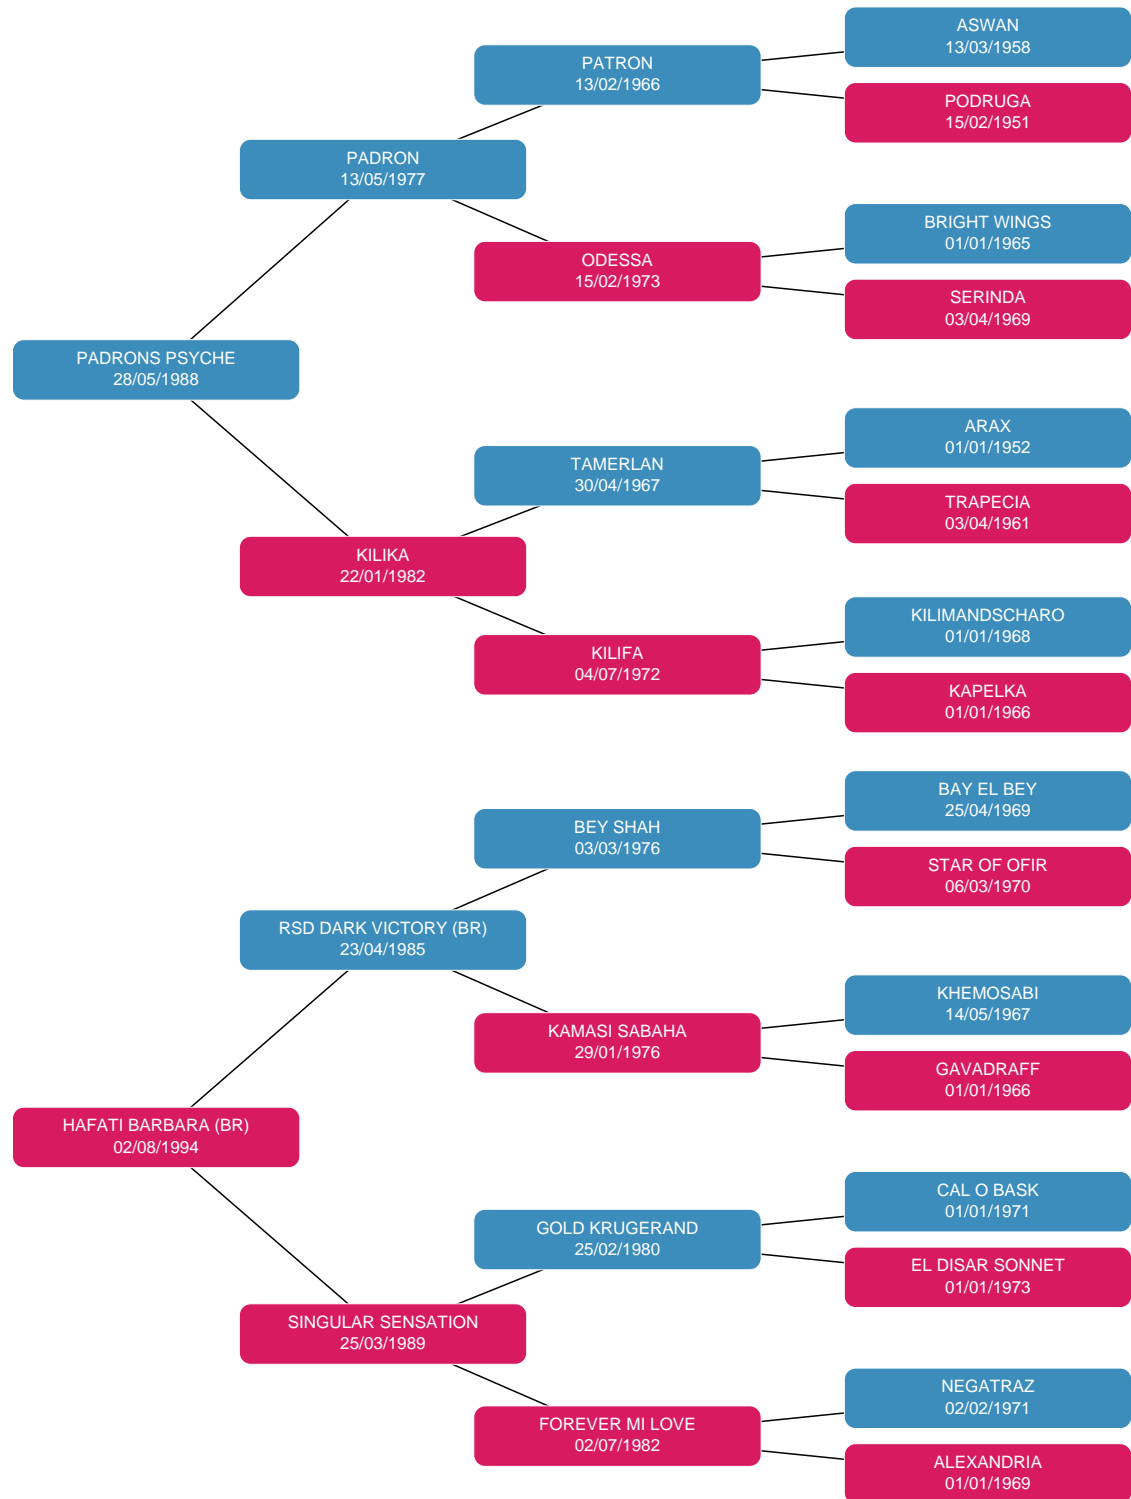 ASWAN
13/03/1958
PATRON
13/02/1966
PODRUGA
15/02/1951
PADRON
13/05/1977
BRIGHT WINGS
01/01/1965
ODESSA
15/02/1973
SERINDA
03/04/1969
PADRONS PSYCHE
28/05/1988
ARAX
01/01/1952
TAMERLAN
30/04/1967
TRAPECIA
03/04/1961
KILIKA
22/01/1982
KILIMANDSCHARO
01/01/1968
KILIFA
04/07/1972
KAPELKA
01/01/1966
BAY EL BEY
25/04/1969
BEY SHAH
03/03/1976
STAR OF OFIR
06/03/1970
RSD DARK VICTORY (BR)
23/04/1985
KHEMOSABI
14/05/1967
KAMASI SABAHA
29/01/1976
GAVADRAFF
01/01/1966
HAFATI BARBARA (BR)
02/08/1994
CAL O BASK
01/01/1971
GOLD KRUGERAND
25/02/1980
EL DISAR SONNET
01/01/1973
SINGULAR SENSATION
25/03/1989
NEGATRAZ
02/02/1971
FOREVER MI LOVE
02/07/1982
ALEXANDRIA
01/01/1969